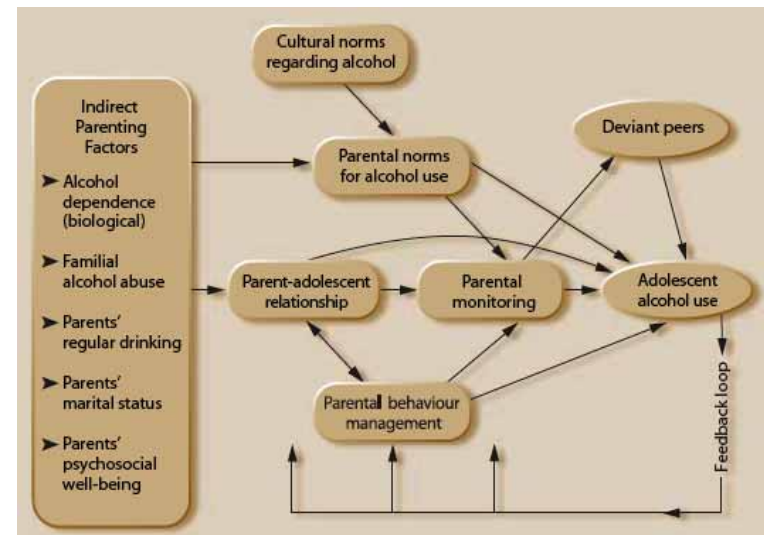 Cultural norms
regarding alcohol
Indirect
Parenting
Factors
➤ Alcohol
dependence
(biological)
➤ Familial
alcohol abuse
➤ Parents'
regular drinking
➤ Parents'
marital status
➤ Parents'
psychosocial
well-being
Parental norms
for alcohol use
Deviant peers
Parent-adolescent
relationship
Parental
monitoring
Adolescent
alcohol use
Parental behaviour
management
Feedback loop